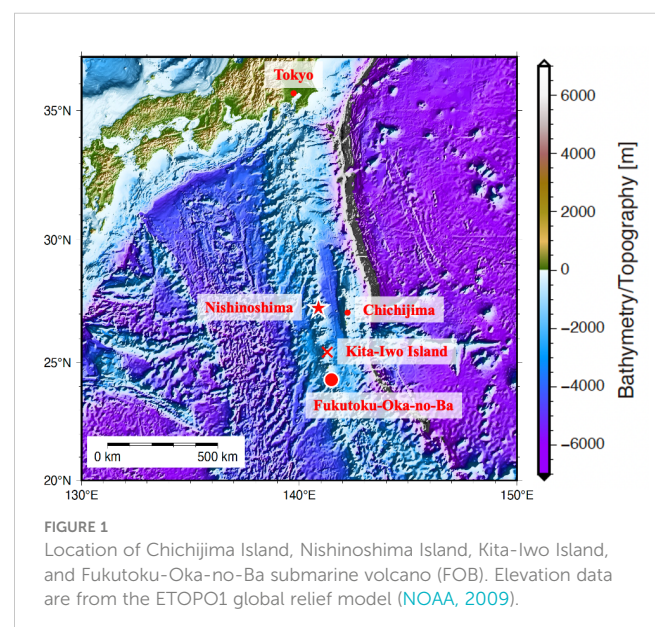 Tokyo
35°N
30°N
25°N
20°N
Nishinoshima
Chichijima
Kita-Iwo Island
Fukutoku-Oka-no-Ba
0 km 500 km
130°E 140°E 150°E
6000
4000
2000
0
−2000
−4000
−6000
Bathymetry/Topography [m]
FIGURE 1
Location of Chichijima Island, Nishinoshima Island, Kita-Iwo Island,
and Fukutoku-Oka-no-Ba submarine volcano (FOB). Elevation data
are from the ETOPO1 global relief model (NOAA, 2009).